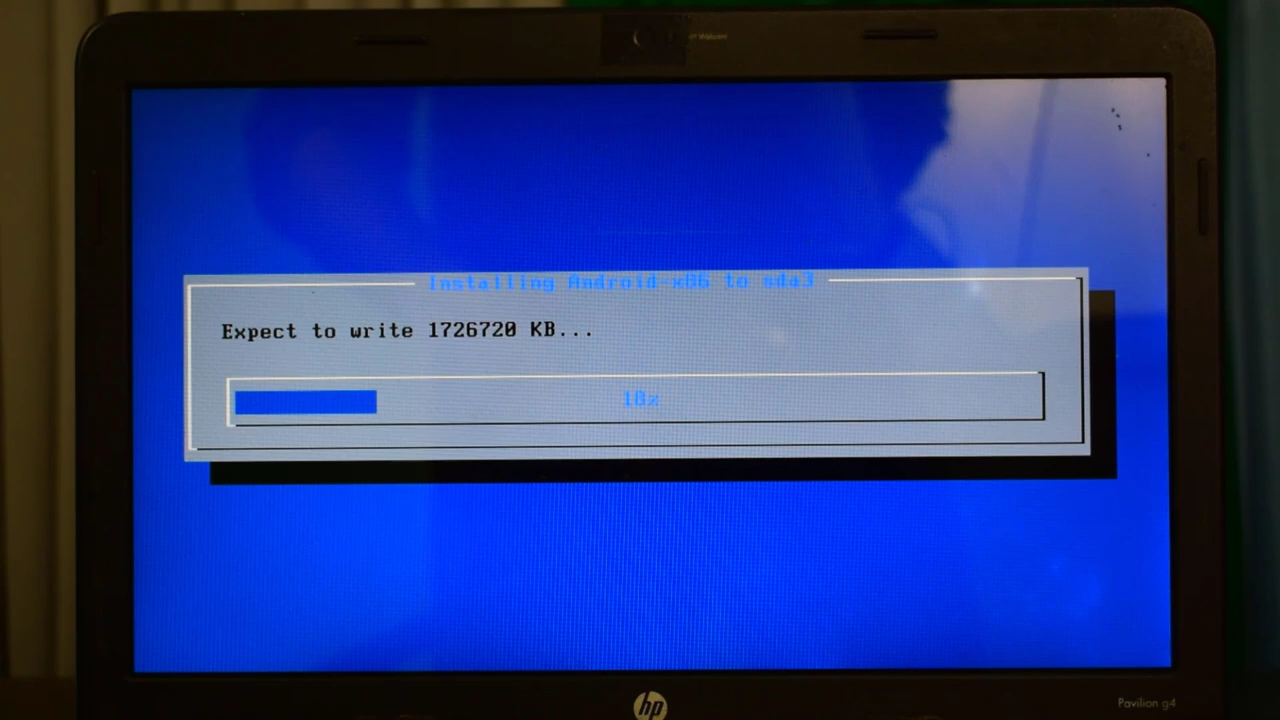 Installing Android-x86 to sda3
Expect to write 1726720 KB...
18%
hp
Pavilion g4